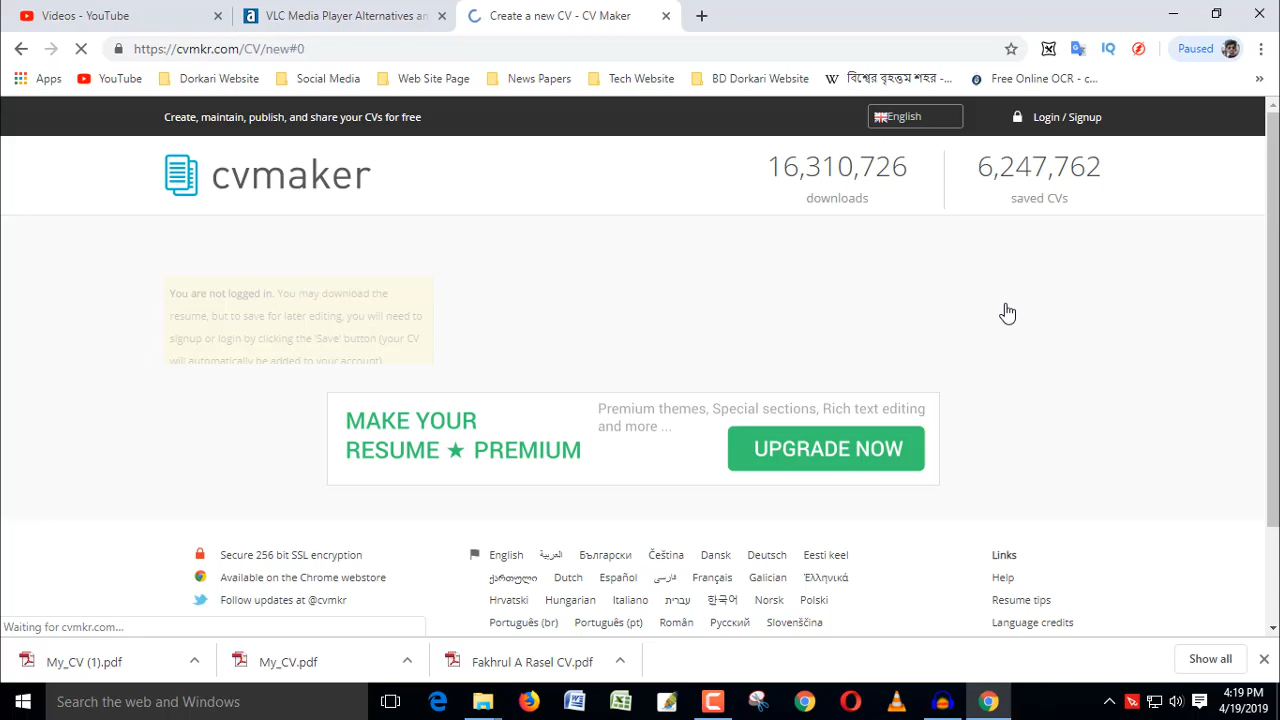 Videos - YouTube
VLC Media Player Alternatives an
Create a new CV - CV Maker
https://cvmkr.com/CV/new#0
Paused
Apps
YouTube
Dorkari Website
Social Media
Web Site Page
News Papers
Tech Website
BD Dorkari Website
বিশ্বের বৃহত্তম শহর -...
Free Online OCR - c...
Create, maintain, publish, and share your CVs for free
English
Login / Signup
cvmaker
16,310,726
downloads
6,247,762
saved CVs
You are not logged in. You may download the
resume, but to save for later editing, you will need to
signup or login by clicking the 'Save' button (your CV
will automatically be added to your account).
MAKE YOUR
RESUME ★ PREMIUM
Premium themes, Special sections, Rich text editing
and more ...
UPGRADE NOW
Secure 256 bit SSL encryption
Available on the Chrome webstore
Follow updates at @cvmkr
English العربية Български Čeština Dansk Deutsch Eesti keel
ქართული Dutch Español فارسی Français Galician Ελληνικά
Hrvatski Hungarian Italiano עברית 한국어 Norsk Polski
Português (br) Português (pt) Român Русский Slovenščina
Links
Help
Resume tips
Language credits
Waiting for cvmkr.com...
My_CV (1).pdf
My_CV.pdf
Fakhrul A Rasel CV.pdf
Show all
Search the web and Windows
4:19 PM
4/19/2019